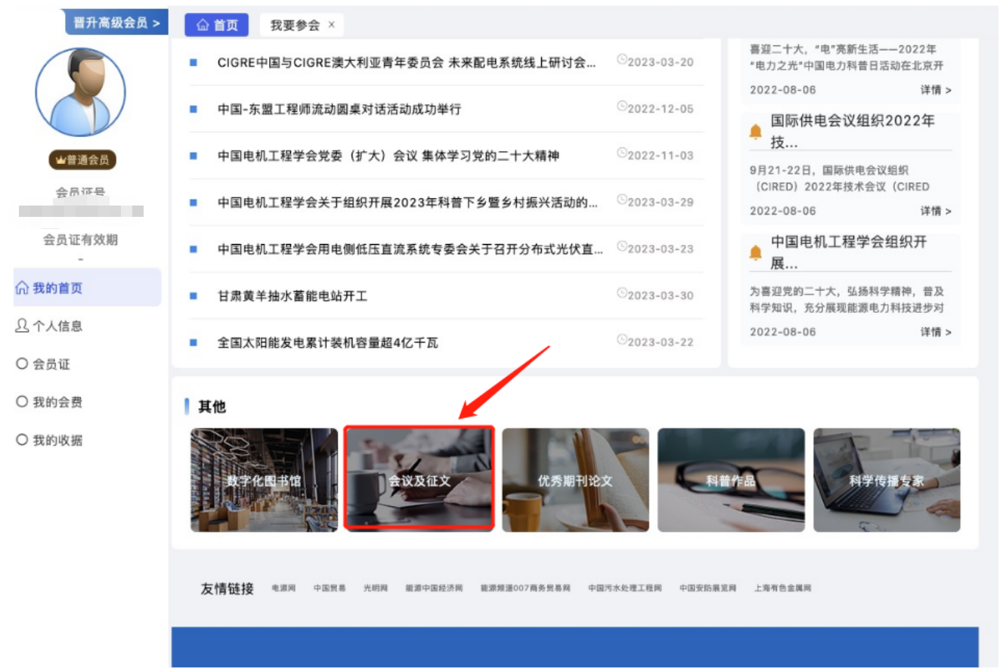 晋升高级会员 >
首页
我要参会 ×
普通会员
会员证号
会员证有效期
-
我的首页
个人信息
会员证
我的会费
我的收据
CIGRE中国与CIGRE澳大利亚青年委员会 未来配电系统线上研讨会...
2023-03-20
中国-东盟工程师流动圆桌对话活动成功举行
2022-12-05
中国电机工程学会党委（扩大）会议 集体学习党的二十大精神
2022-11-03
中国电机工程学会关于组织开展2023年科普下乡暨乡村振兴活动的...
2023-03-29
中国电机工程学会用电侧低压直流系统专委会关于召开分布式光伏直...
2023-03-23
甘肃黄羊抽水蓄能电站开工
2023-03-30
全国太阳能发电累计装机容量超4亿千瓦
2023-03-22
喜迎二十大，“电”亮新生活——2022年
“电力之光”中国电力科普日活动在北京开
2022-08-06
详情 >
国际供电会议组织2022年
技...
9月21-22日，国际供电会议组织
（CIRED）2022年技术会议（CIRED
2022-08-06
详情 >
中国电机工程学会组织开
展...
为喜迎党的二十大，弘扬科学精神，普及
科学知识，充分展现能源电力科技进步对
2022-08-06
详情 >
其他
数字化图书馆
会议及征文
优秀期刊论文
科普作品
科学传播专家
友情链接
电源网
中国贸易
光明网
能源中国经济网
能源频道007商务贸易网
中国污水处理工程网
中国安防展览网
上海有色金属网